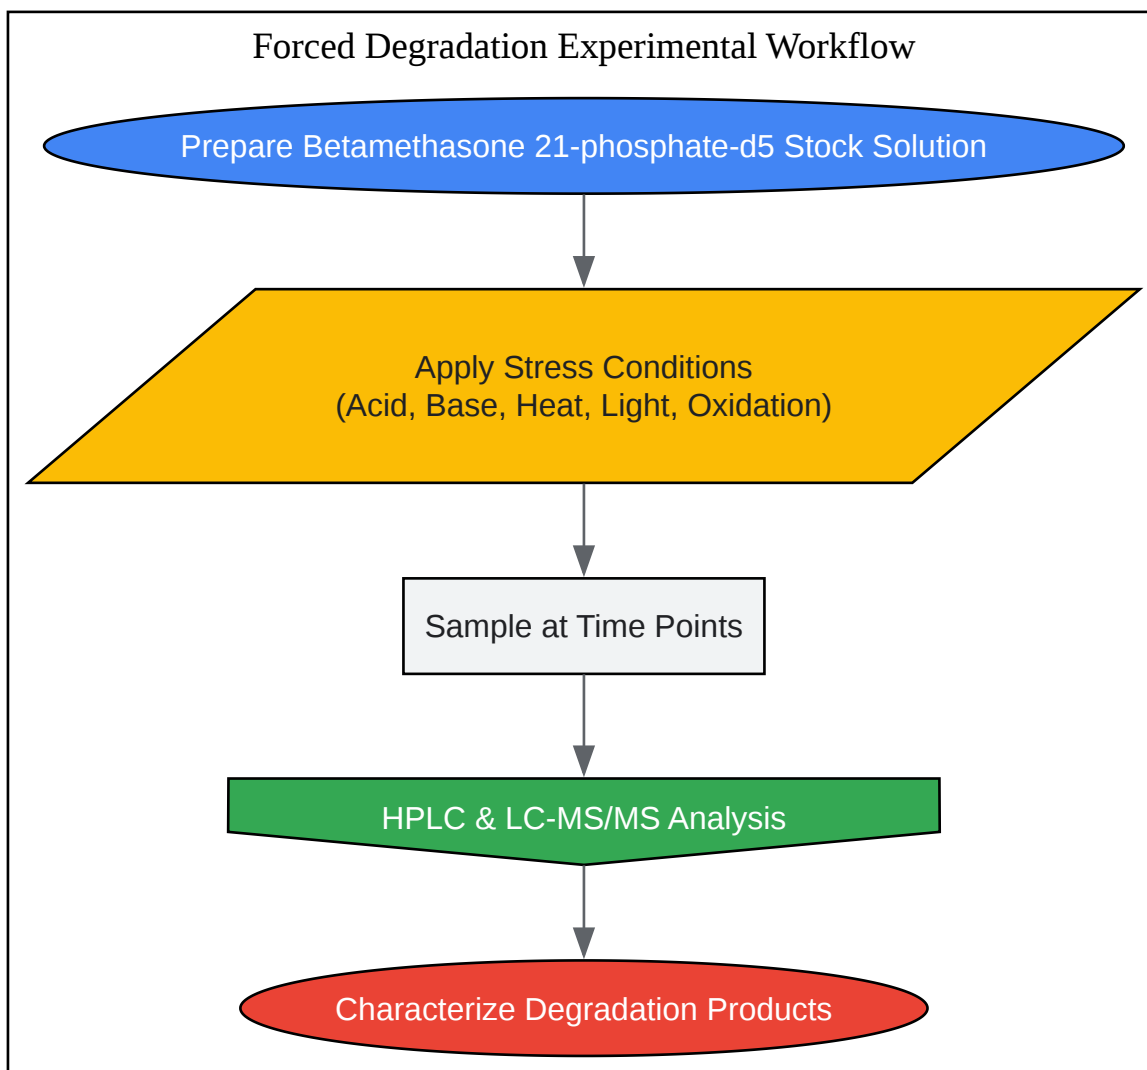 Forced Degradation Experimental Workflow
Prepare Betamethasone 21-phosphate-d5 Stock Solution
Apply Stress Conditions
(Acid, Base, Heat, Light, Oxidation)
Sample at Time Points
HPLC & LC-MS/MS Analysis
Characterize Degradation Products